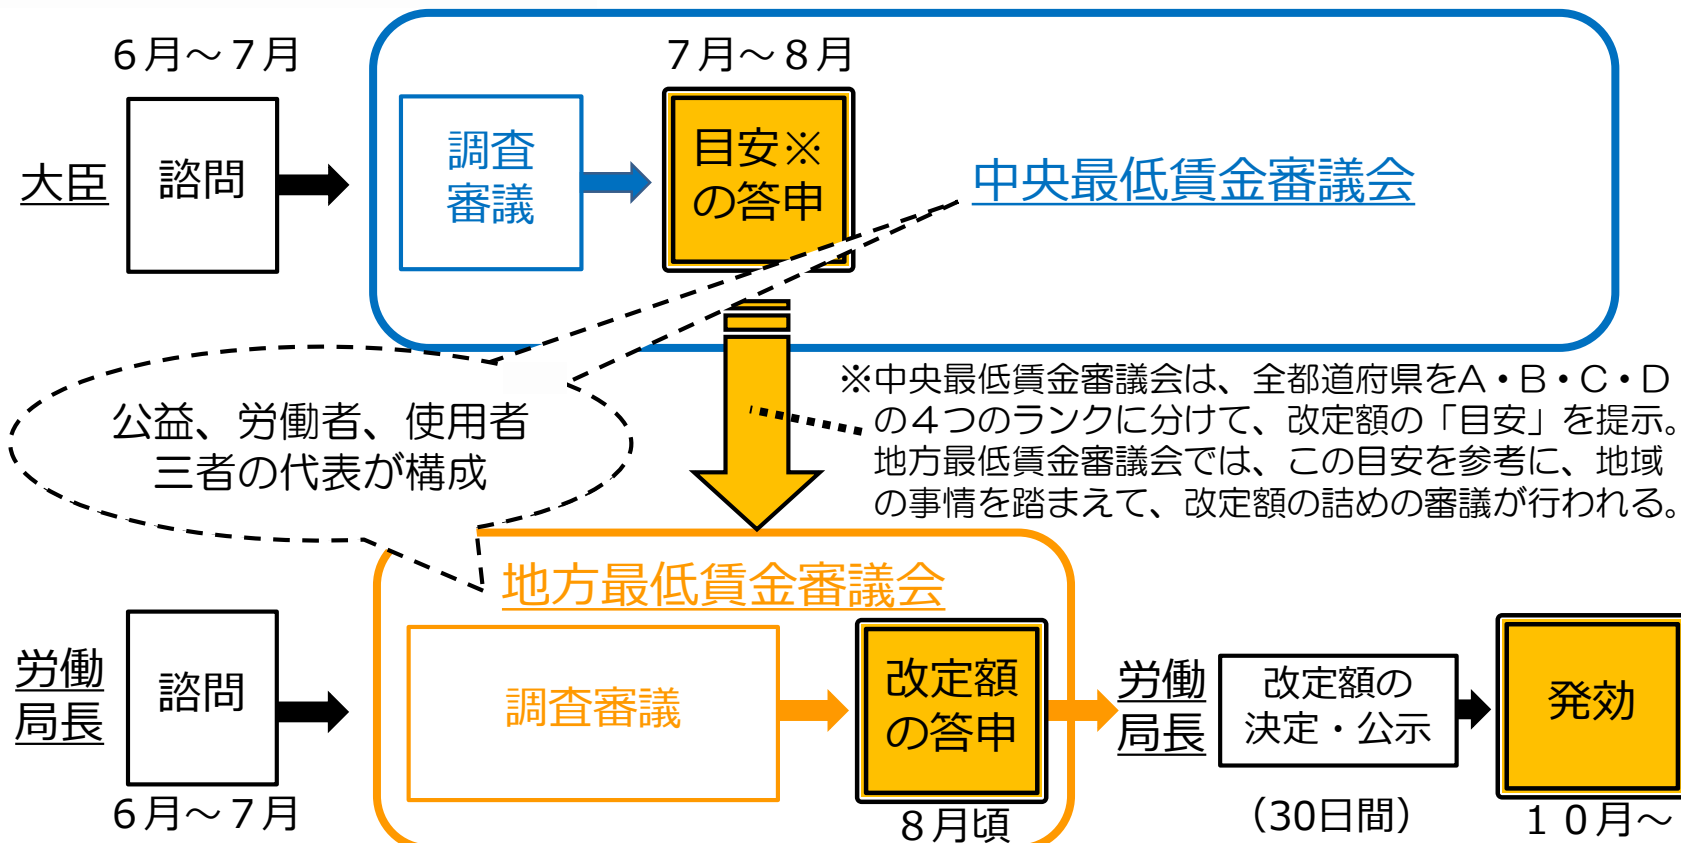 ６月～７月
７月～８月
大臣
諮問
調査
審議
目安※
の答申
中央最低賃金審議会
公益、労働者、使用者
三者の代表が構成
※中央最低賃金審議会は、全都道府県をA・B・C・D
の４つのランクに分けて、改定額の「目安」を提示。
地方最低賃金審議会では、この目安を参考に、地域
の事情を踏まえて、改定額の詰めの審議が行われる。
地方最低賃金審議会
労働
局長
諮問
６月～７月
調査審議
改定額
の答申
８月頃
労働
局長
改定額の
決定・公示
（30日間）
発効
１０月～